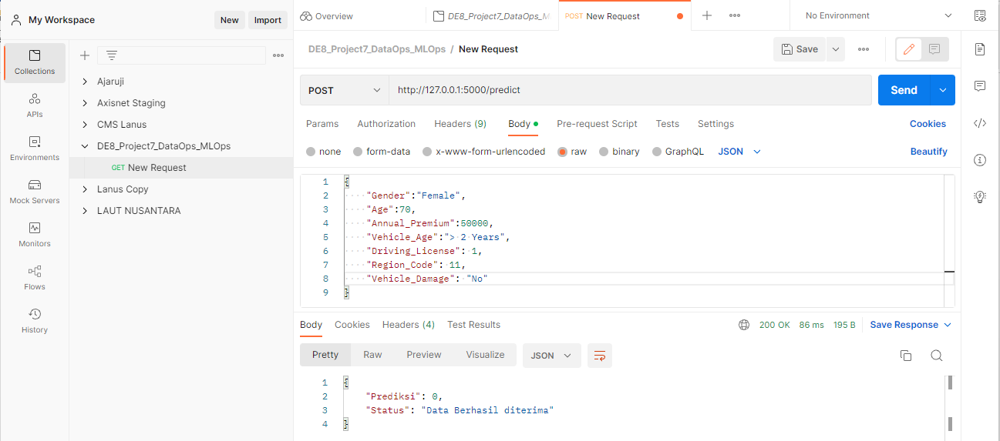 My Workspace
New
Import
Overview
DE8_Project7_DataOps_M
POST New Request
No Environment
Collections
APIs
Environments
Mock Servers
Monitors
Flows
History
Ajaruji
Axisnet Staging
CMS Lanus
DE8_Project7_DataOps_MLOps
GET New Request
Lanus Copy
LAUT NUSANTARA
DE8_Project7_DataOps_MLOps / New Request
Save
POST
http://127.0.0.1:5000/predict
Send
Params Authorization Headers (9) Body Pre-request Script Tests Settings Cookies
none form-data x-www-form-urlencoded raw binary GraphQL JSON Beautify
1 {
2 "Gender":"Female",
3 "Age":70,
4 "Annual_Premium":50000,
5 "Vehicle_Age":"> 2 Years",
6 "Driving_License": 1,
7 "Region_Code": 11,
8 "Vehicle_Damage": "No"
9 }
Body Cookies Headers (4) Test Results 200 OK 86 ms 195 B Save Response
Pretty Raw Preview Visualize JSON
1 {
2 "Prediksi": 0,
3 "Status": "Data Berhasil diterima"
4 }